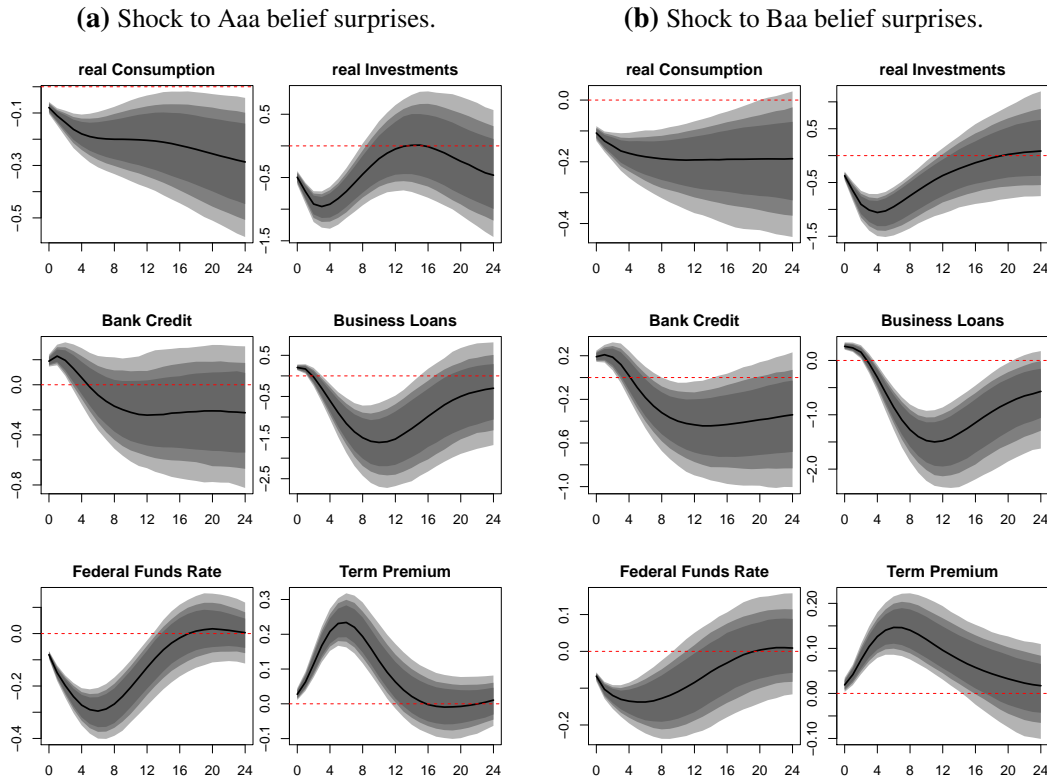 (a) Shock to Aaa belief surprises.
(b) Shock to Baa belief surprises.
real Consumption
real Investments
real Consumption
real Investments
-0.1
-0.3
-0.5
0.5
-0.5
-1.5
0.0
-0.2
-0.4
0.5
-0.5
-1.5
0 4 8 12 16 20 24
0 4 8 12 16 20 24
0 4 8 12 16 20 24
0 4 8 12 16 20 24
Bank Credit
Business Loans
Bank Credit
Business Loans
0.0
-0.4
-0.8
0.5
-0.5
-1.5
-2.5
0.2
-0.2
-0.6
-1.0
0.0
-1.0
-2.0
0 4 8 12 16 20 24
0 4 8 12 16 20 24
0 4 8 12 16 20 24
0 4 8 12 16 20 24
Federal Funds Rate
Term Premium
Federal Funds Rate
Term Premium
0.0
-0.2
-0.4
0.3
0.2
0.1
0.0
-0.1
0.1
0.0
-0.2
0.20
0.10
0.00
-0.10
0 4 8 12 16 20 24
0 4 8 12 16 20 24
0 4 8 12 16 20 24
0 4 8 12 16 20 24